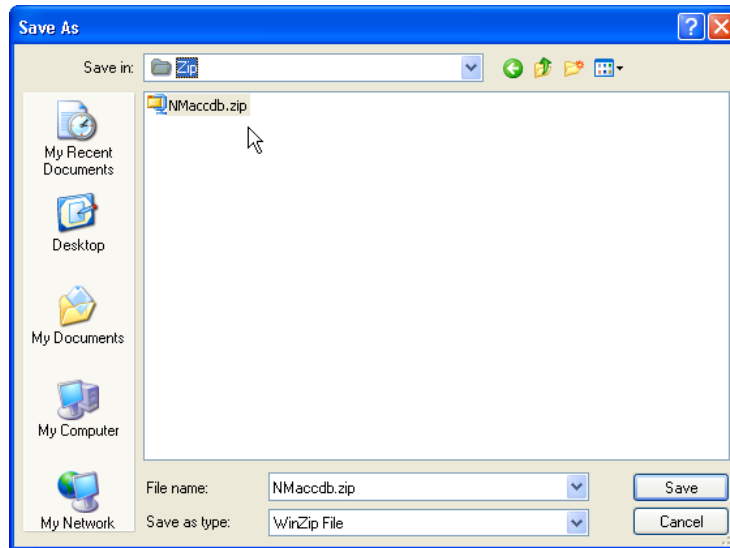 Save As
Save in:
Zip
NMaccdb.zip
My Recent
Documents
Desktop
My Documents
My Computer
My Network
File name:
NMaccdb.zip
Save
Save as type:
WinZip File
Cancel